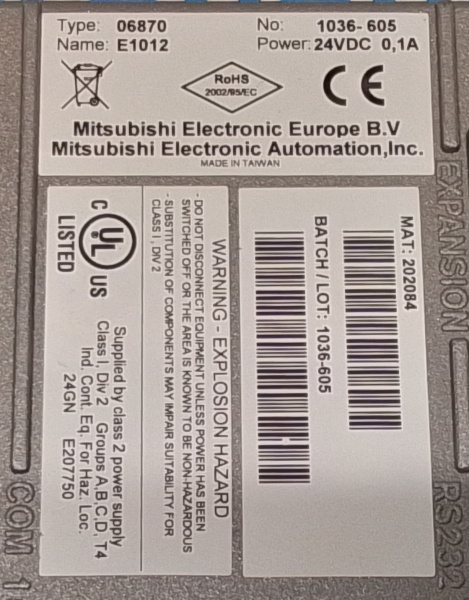 Type: 06870
No: 1036-605
Name: E1012
Power: 24VDC 0,1A
RoHS
2002/95/EC
CE
Mitsubishi Electronic Europe B.V
Mitsubishi Electronic Automation,Inc.
MADE IN TAIWAN
EXPANSION
RS232
MAT: 202084
BATCH / LOT: 1036-605
WARNING - EXPLOSION HAZARD
- DO NOT DISCONNECT EQUIPMENT UNLESS POWER HAS BEEN
SWITCHED OFF OR THE AREA IS KNOWN TO BE NON-HAZARDOUS
- SUBSTITUTION OF COMPONENTS MAY IMPAIR SUITABILITY FOR
CLASS I, DIV 2
C UL US
LISTED
Supplied by class 2 power supply
Class I, Div 2 Groups A,B,C,D, T4
Ind. Cont. Eq. For Haz. Loc.
24GN E207750
COM 1